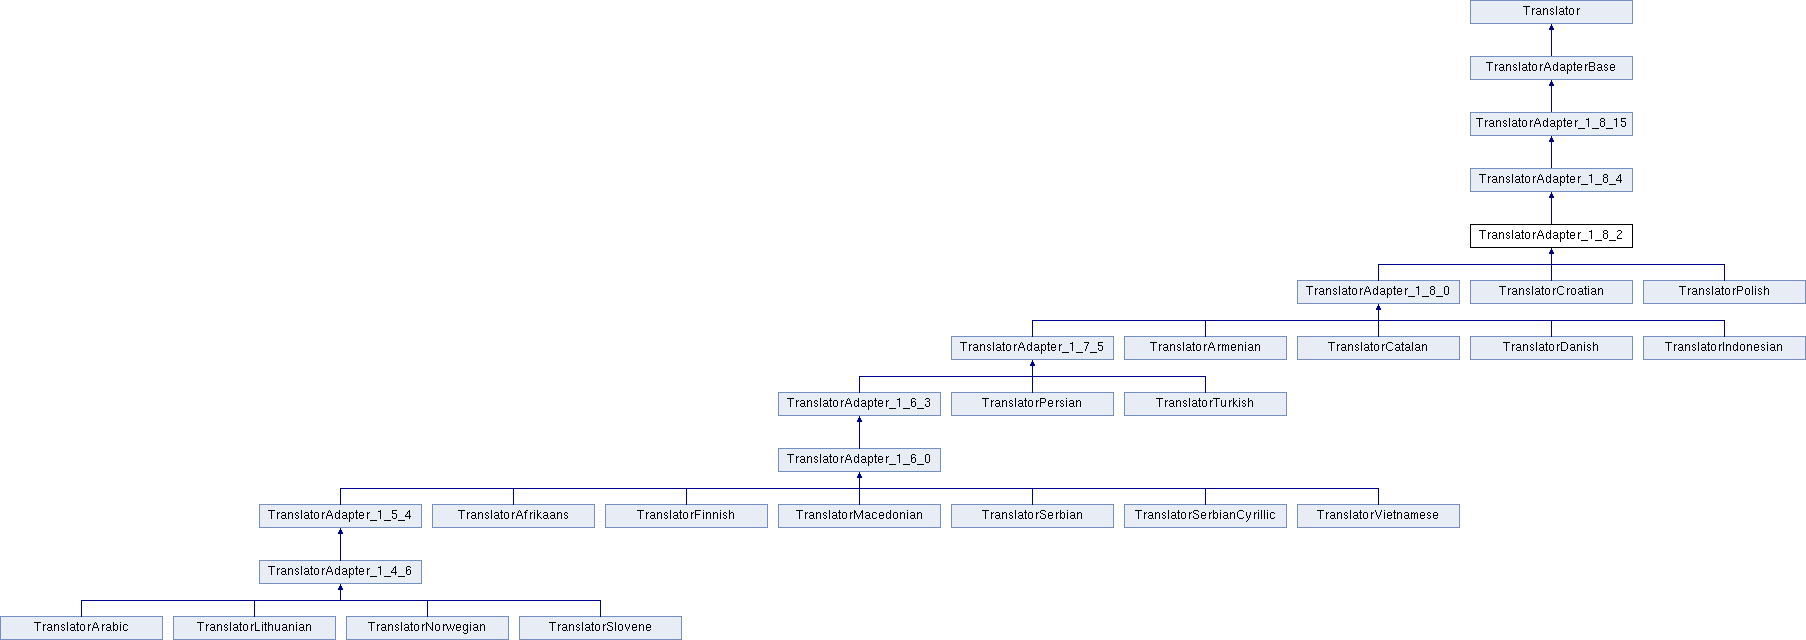 Translator
TranslatorAdapterBase
TranslatorAdapter_1_8_15
TranslatorAdapter_1_8_4
TranslatorAdapter_1_8_2
TranslatorAdapter_1_8_0 TranslatorCroatian TranslatorPolish
TranslatorAdapter_1_7_5 TranslatorArmenian TranslatorCatalan TranslatorDanish TranslatorIndonesian
TranslatorAdapter_1_6_3 TranslatorPersian TranslatorTurkish
TranslatorAdapter_1_6_0
TranslatorAdapter_1_5_4 TranslatorAfrikaans TranslatorFinnish TranslatorMacedonian TranslatorSerbian TranslatorSerbianCyrillic TranslatorVietnamese
TranslatorAdapter_1_4_6
TranslatorArabic TranslatorLithuanian TranslatorNorwegian TranslatorSlovene